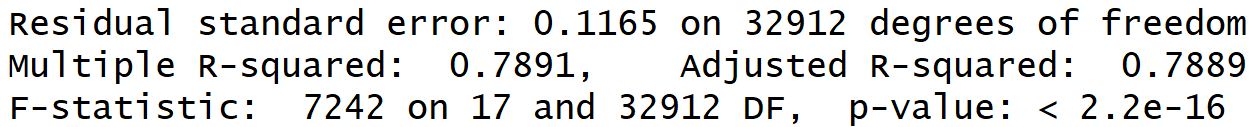 Residual standard error: 0.1165 on 32912 degrees of freedom
Multiple R-squared:  0.7891,    Adjusted R-squared:  0.7889
F-statistic:  7242 on 17 and 32912 DF,  p-value: < 2.2e-16